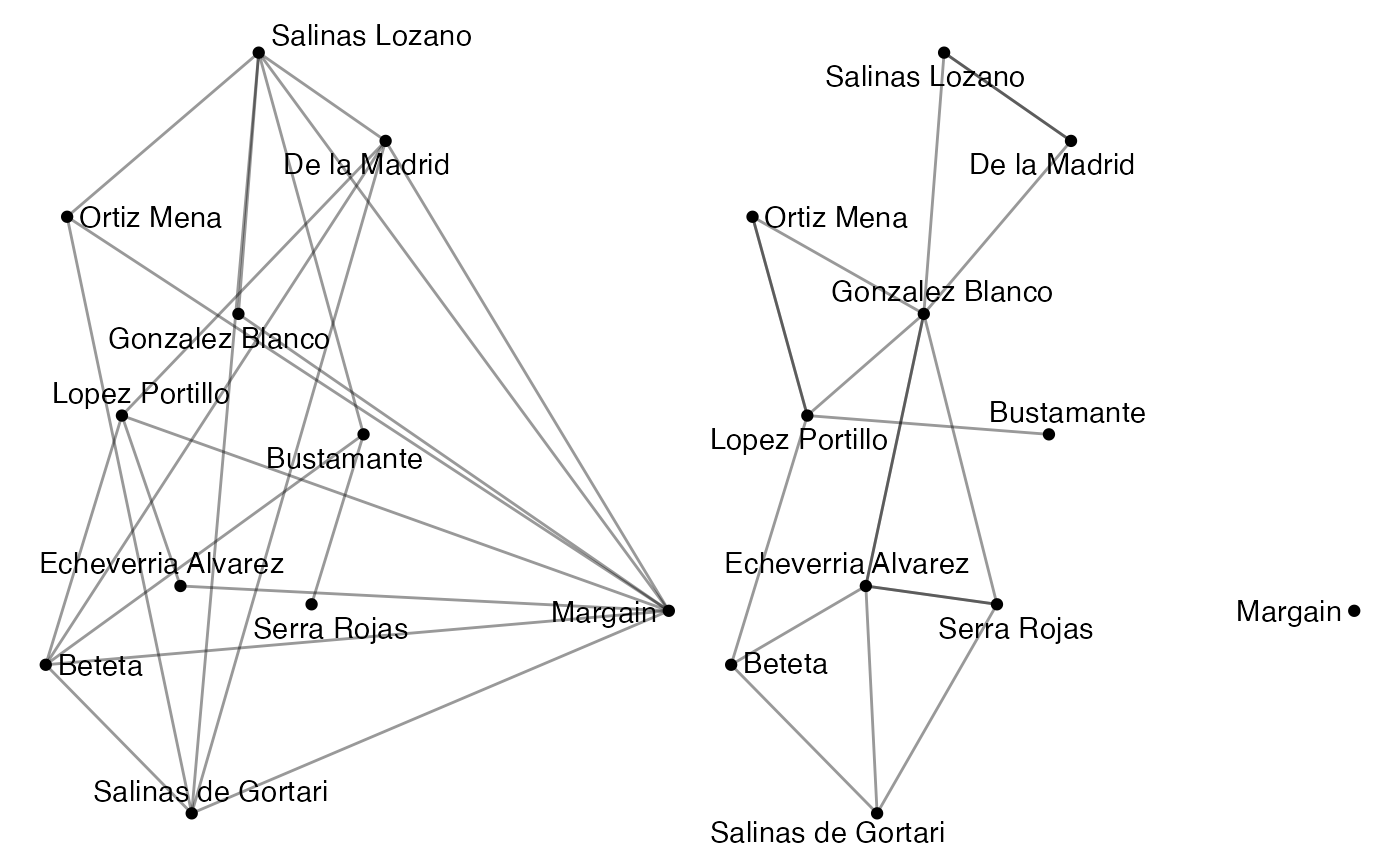 Salinas Lozano
De la Madrid
Ortiz Mena
Gonzalez Blanco
Lopez Portillo
Bustamante
Echeverria Alvarez
Margain
Serra Rojas
Beteta
Salinas de Gortari
Salinas Lozano
De la Madrid
Ortiz Mena
Gonzalez Blanco
Bustamante
Lopez Portillo
Echeverria Alvarez
Margain
Serra Rojas
Beteta
Salinas de Gortari